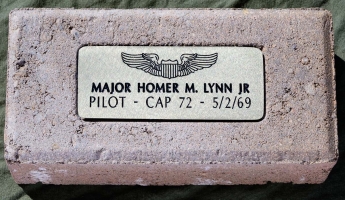 MAJOR HOMER M. LYNN JR
PILOT - CAP 72 - 5/2/69